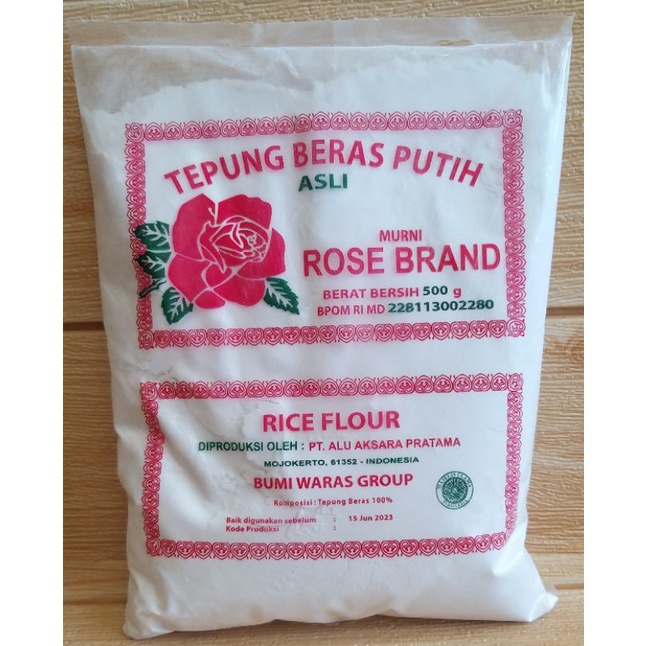 TEPUNG BERAS PUTIH
ASLI
MURNI
ROSE BRAND
BERAT BERSIH 500 g
BPOM RI MD 228113002280
RICE FLOUR
DIPRODUKSI OLEH : PT. ALU AKSARA PRATAMA
MOJOKERTO, 61352 - INDONESIA
BUMI WARAS GROUP
Komposisi : Tepung Beras 100%
Baik digunakan sebelum : 15 Jun 2023
Kode Produksi :